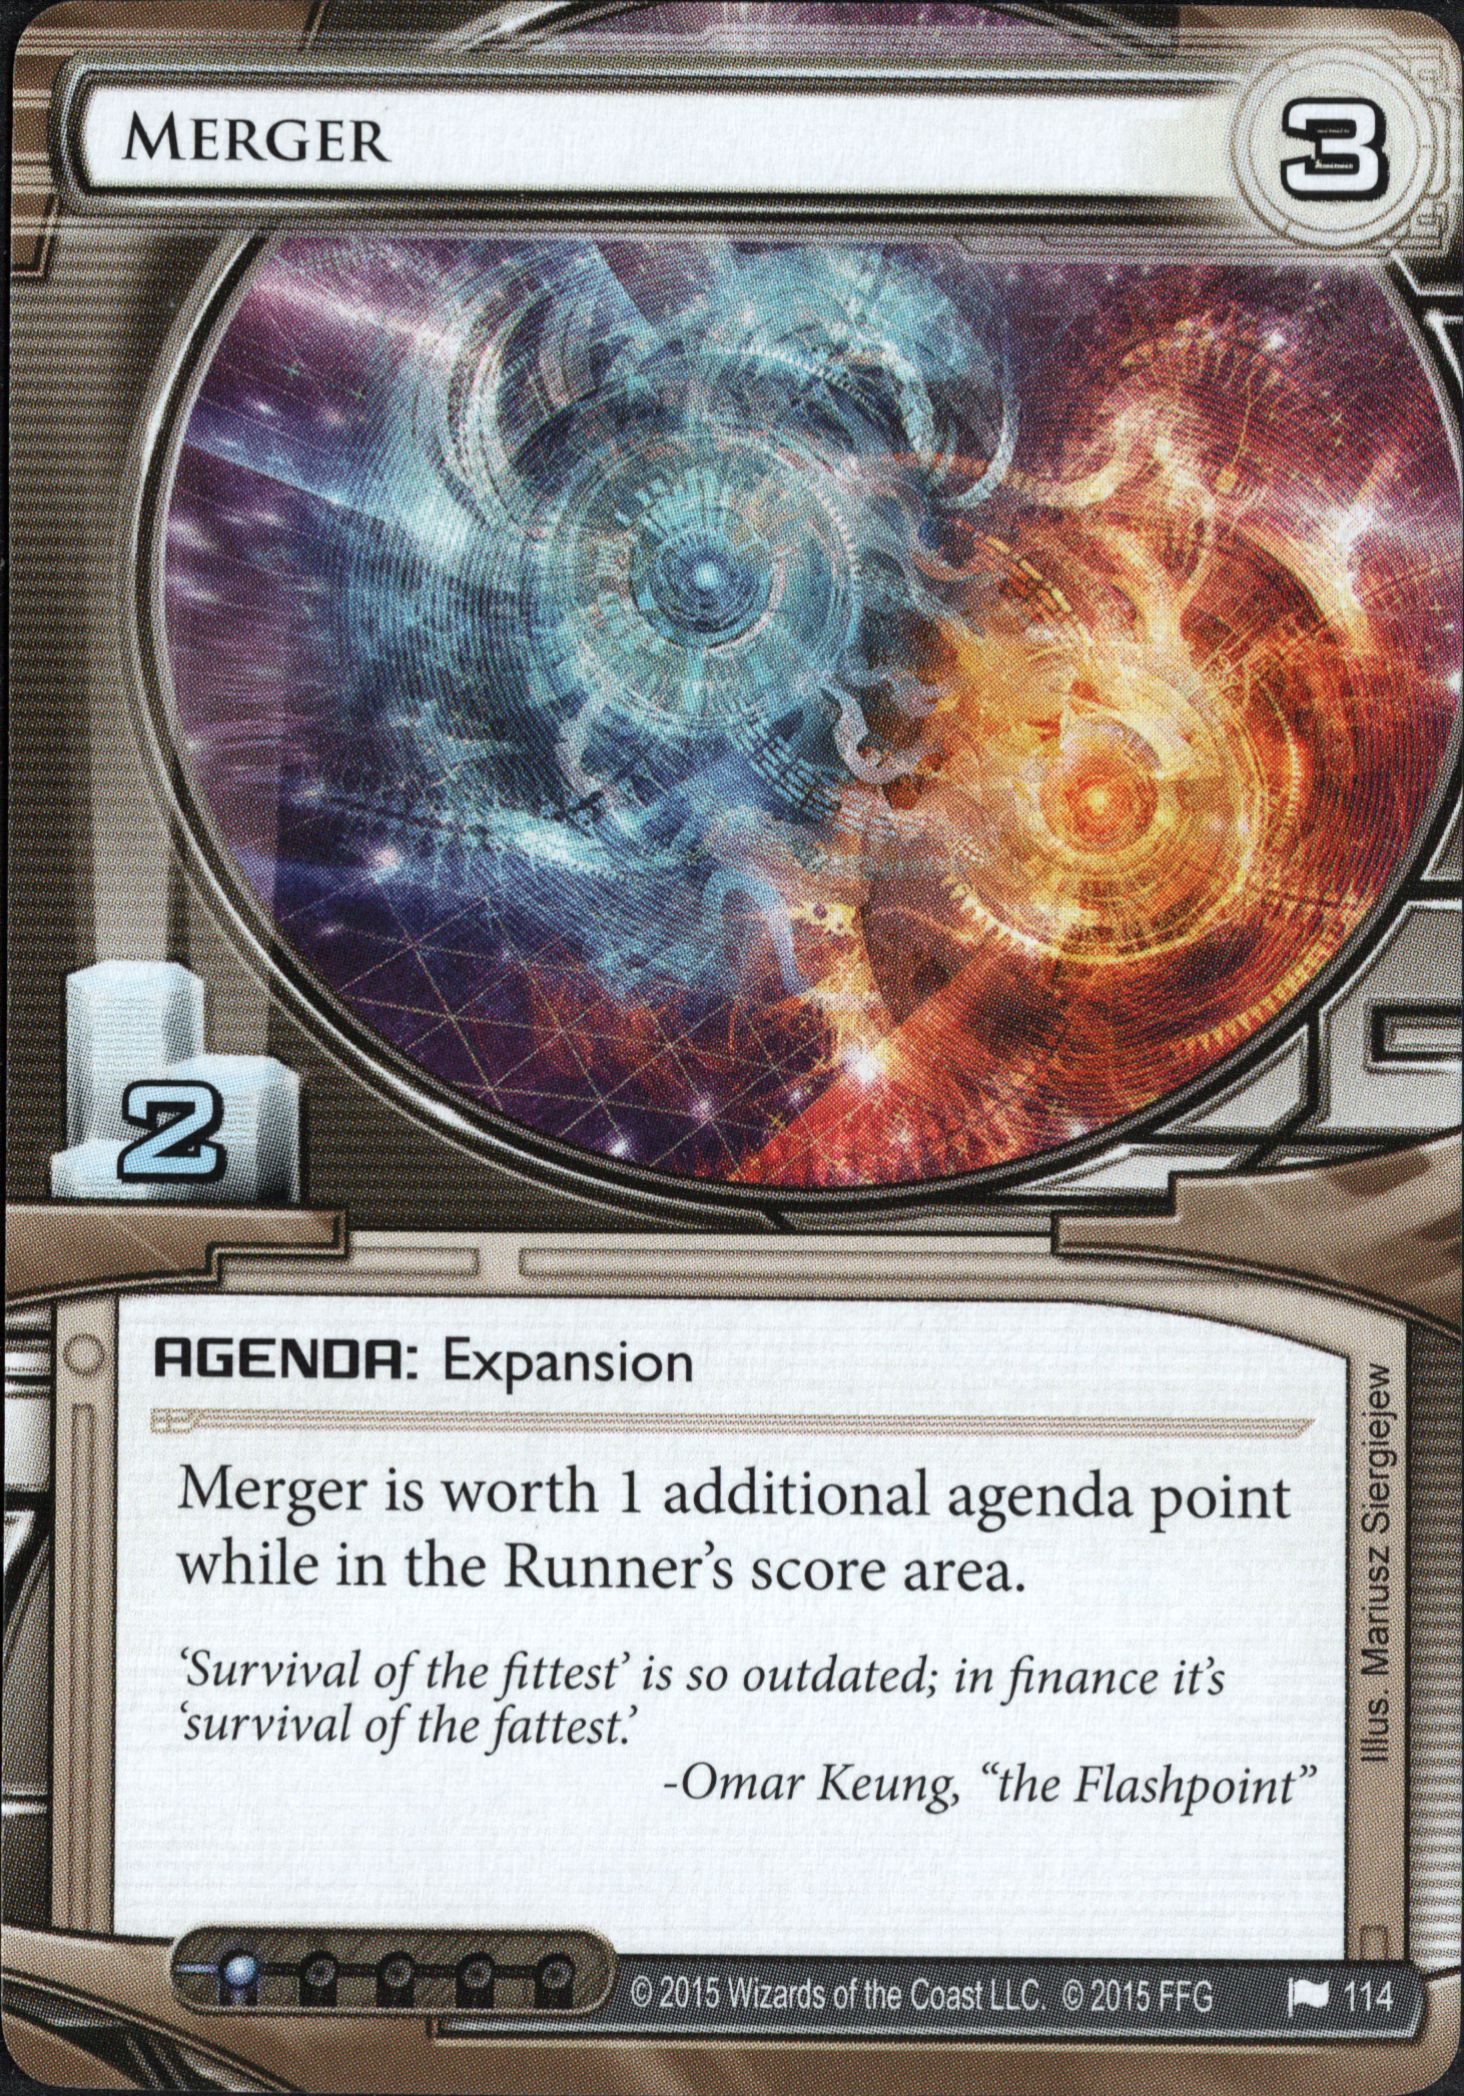 Merger
3
2
AGENDA: Expansion
Merger is worth 1 additional agenda point
while in the Runner's score area.
‘Survival of the fittest’ is so outdated; in finance it's
‘survival of the fattest.’
-Omar Keung, “the Flashpoint”
Illus. Mariusz Siergiejew
© 2015 Wizards of the Coast LLC. © 2015 FFG
114